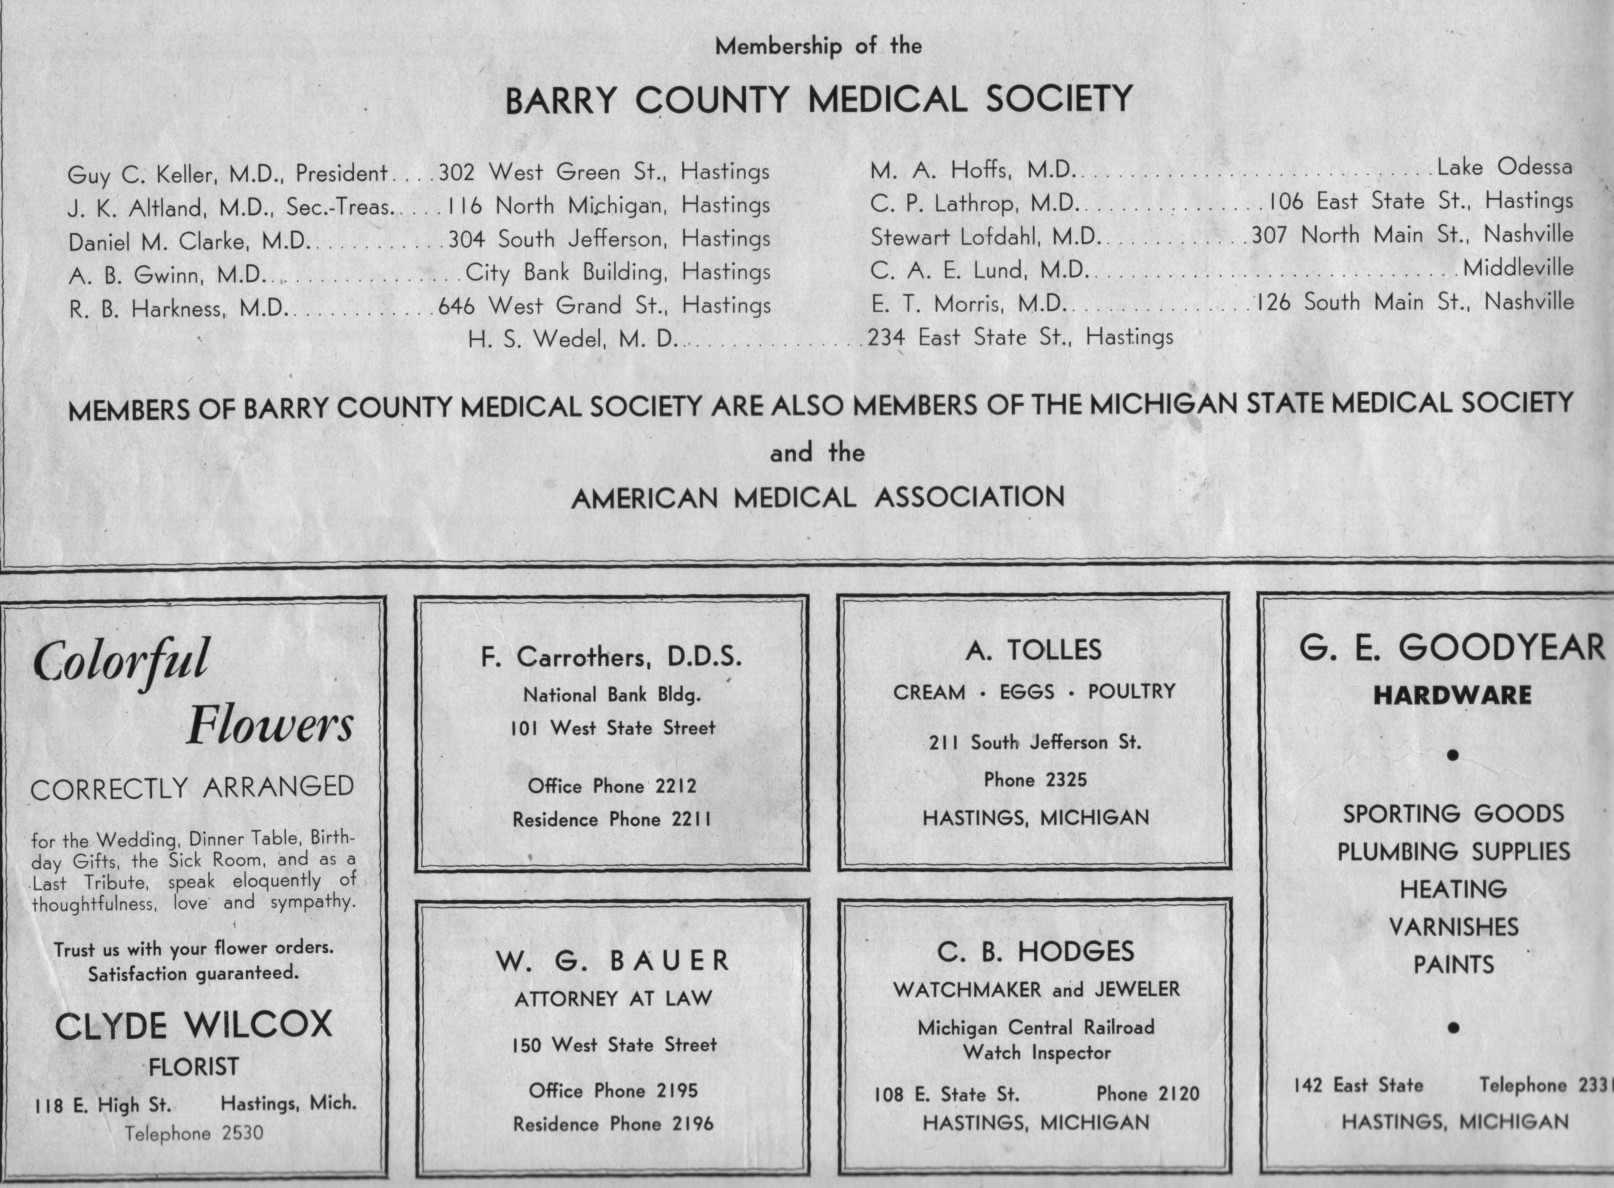 Membership of the
BARRY COUNTY MEDICAL SOCIETY
Guy C. Keller, M.D., President....302 West Green St., Hastings
J. K. Altland, M.D., Sec.-Treas.....116 North Michigan, Hastings
Daniel M. Clarke, M.D............304 South Jefferson, Hastings
A. B. Gwinn, M.D..................City Bank Building, Hastings
R. B. Harkness, M.D.............646 West Grand St., Hastings
M. A. Hoffs, M.D.................................Lake Odessa
C. P. Lathrop, M.D.................106 East State St., Hastings
Stewart Lofdahl, M.D.............307 North Main St., Nashville
C. A. E. Lund, M.D..................................Middleville
E. T. Morris, M.D.................126 South Main St., Nashville
H. S. Wedel, M. D.................234 East State St., Hastings
MEMBERS OF BARRY COUNTY MEDICAL SOCIETY ARE ALSO MEMBERS OF THE MICHIGAN STATE MEDICAL SOCIETY
and the
AMERICAN MEDICAL ASSOCIATION
Colorful
Flowers
CORRECTLY ARRANGED
for the Wedding, Dinner Table, Birth-
day Gifts, the Sick Room, and as a
Last Tribute, speak eloquently of
thoughtfulness, love and sympathy.
Trust us with your flower orders.
Satisfaction guaranteed.
CLYDE WILCOX
FLORIST
118 E. High St. Hastings, Mich.
Telephone 2530
F. Carrothers, D.D.S.
National Bank Bldg.
101 West State Street
Office Phone 2212
Residence Phone 2211
W. G. BAUER
ATTORNEY AT LAW
150 West State Street
Office Phone 2195
Residence Phone 2196
A. TOLLES
CREAM · EGGS · POULTRY
211 South Jefferson St.
Phone 2325
HASTINGS, MICHIGAN
C. B. HODGES
WATCHMAKER and JEWELER
Michigan Central Railroad
Watch Inspector
108 E. State St. Phone 2120
HASTINGS, MICHIGAN
G. E. GOODYEAR
HARDWARE
•
SPORTING GOODS
PLUMBING SUPPLIES
HEATING
VARNISHES
PAINTS
•
142 East State Telephone 2331
HASTINGS, MICHIGAN